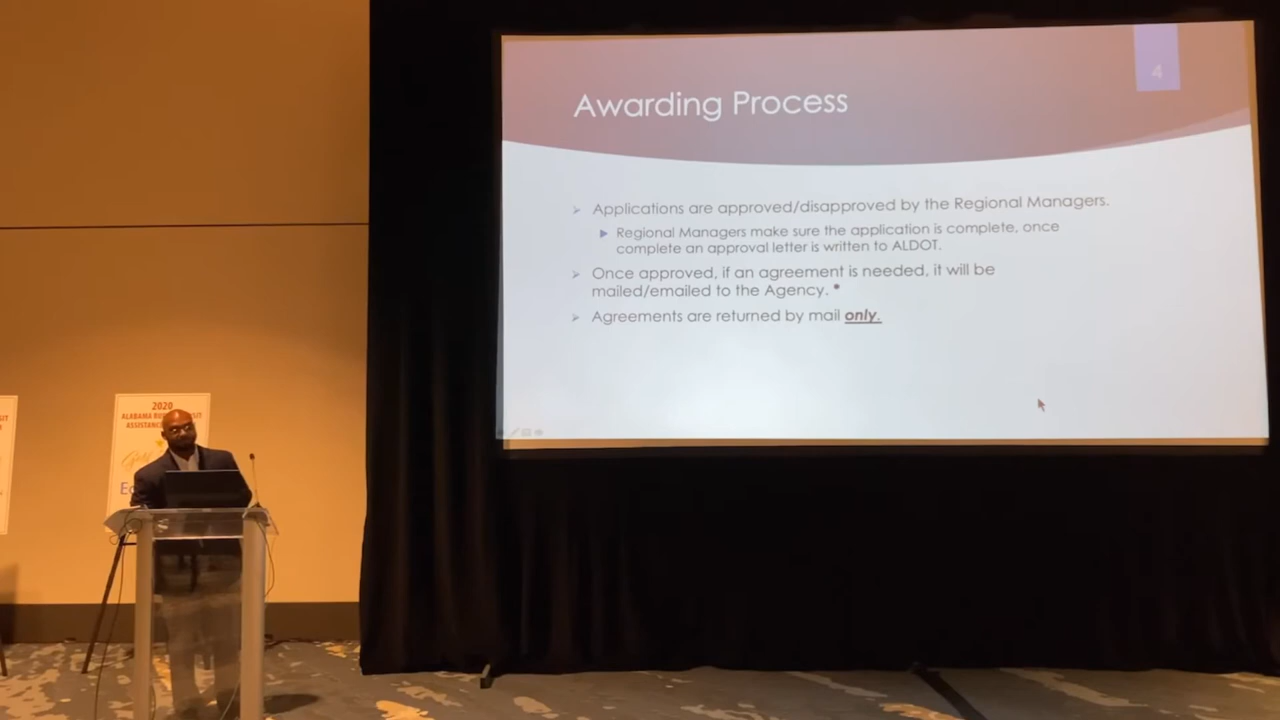 4
Awarding Process
Applications are approved/disapproved by the Regional Managers.
Regional Managers make sure the application is complete, once
complete an approval letter is written to ALDOT.
Once approved, if an agreement is needed, it will be
mailed/emailed to the Agency. *
Agreements are returned by mail only.
2020
ALABAMA
ASSISTANCE